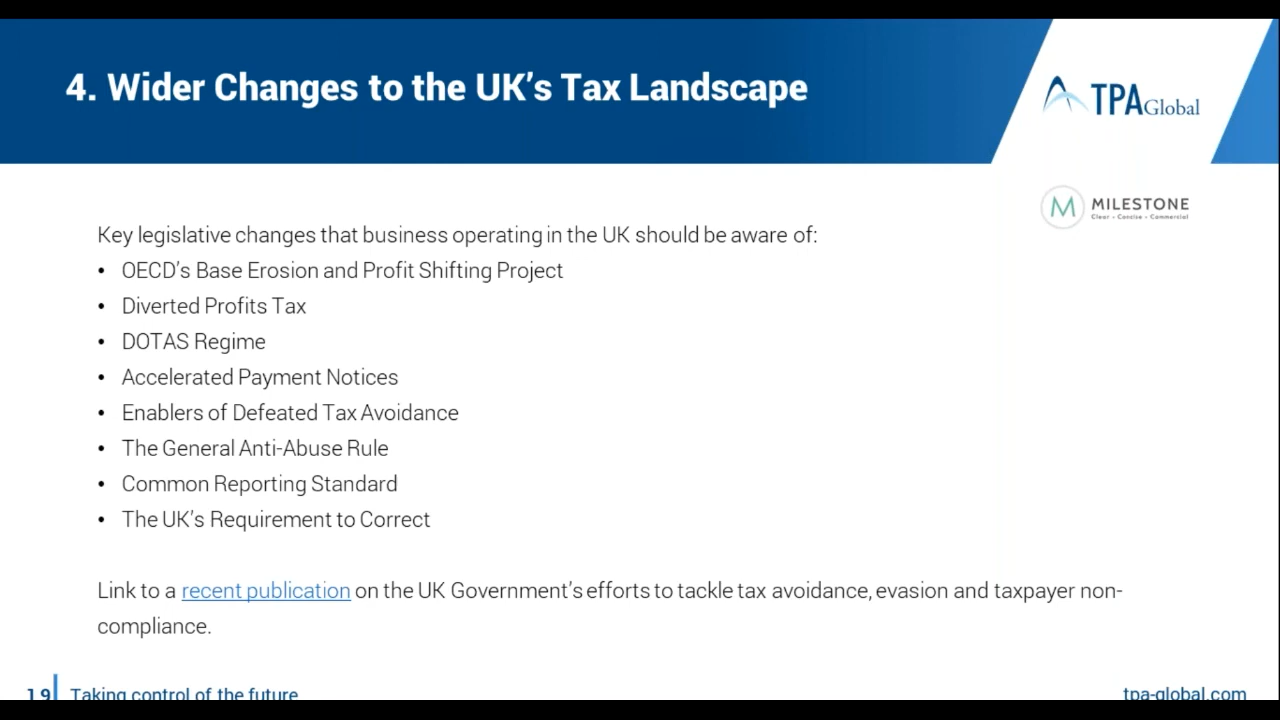 4. Wider Changes to the UK's Tax Landscape
TPA Global
MILESTONE
Clear • Concise • Commercial
Key legislative changes that business operating in the UK should be aware of:
• OECD's Base Erosion and Profit Shifting Project
• Diverted Profits Tax
• DOTAS Regime
• Accelerated Payment Notices
• Enablers of Defeated Tax Avoidance
• The General Anti-Abuse Rule
• Common Reporting Standard
• The UK's Requirement to Correct
Link to a recent publication on the UK Government's efforts to tackle tax avoidance, evasion and taxpayer non-
compliance.
19 Taking control of the future
tpa-global.com